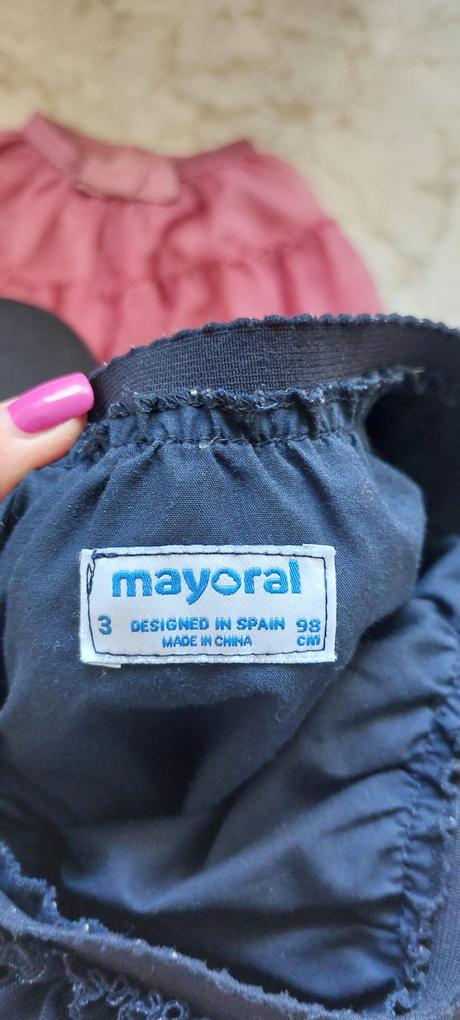 mayoral
3 DESIGNED IN SPAIN 98
MADE IN CHINA cm